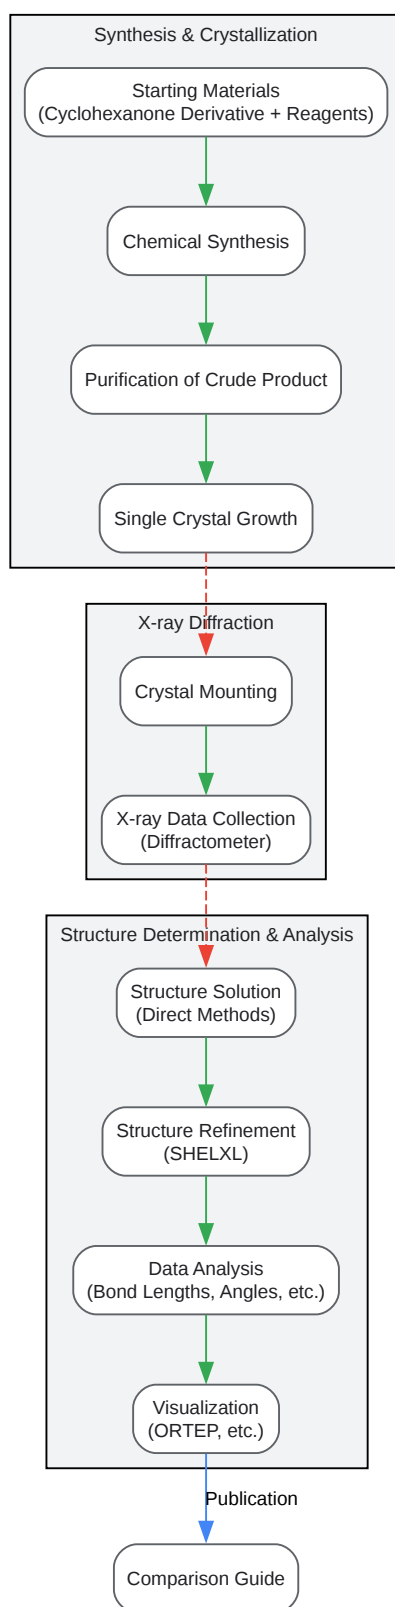 Synthesis & Crystallization
Starting Materials
(Cyclohexanone Derivative + Reagents)
Chemical Synthesis
Purification of Crude Product
Single Crystal Growth
X-ray Diffraction
Crystal Mounting
X-ray Data Collection
(Diffractometer)
Structure Determination & Analysis
Structure Solution
(Direct Methods)
Structure Refinement
(SHELXL)
Data Analysis
(Bond Lengths, Angles, etc.)
Visualization
(ORTEP, etc.)
Publication
Comparison Guide